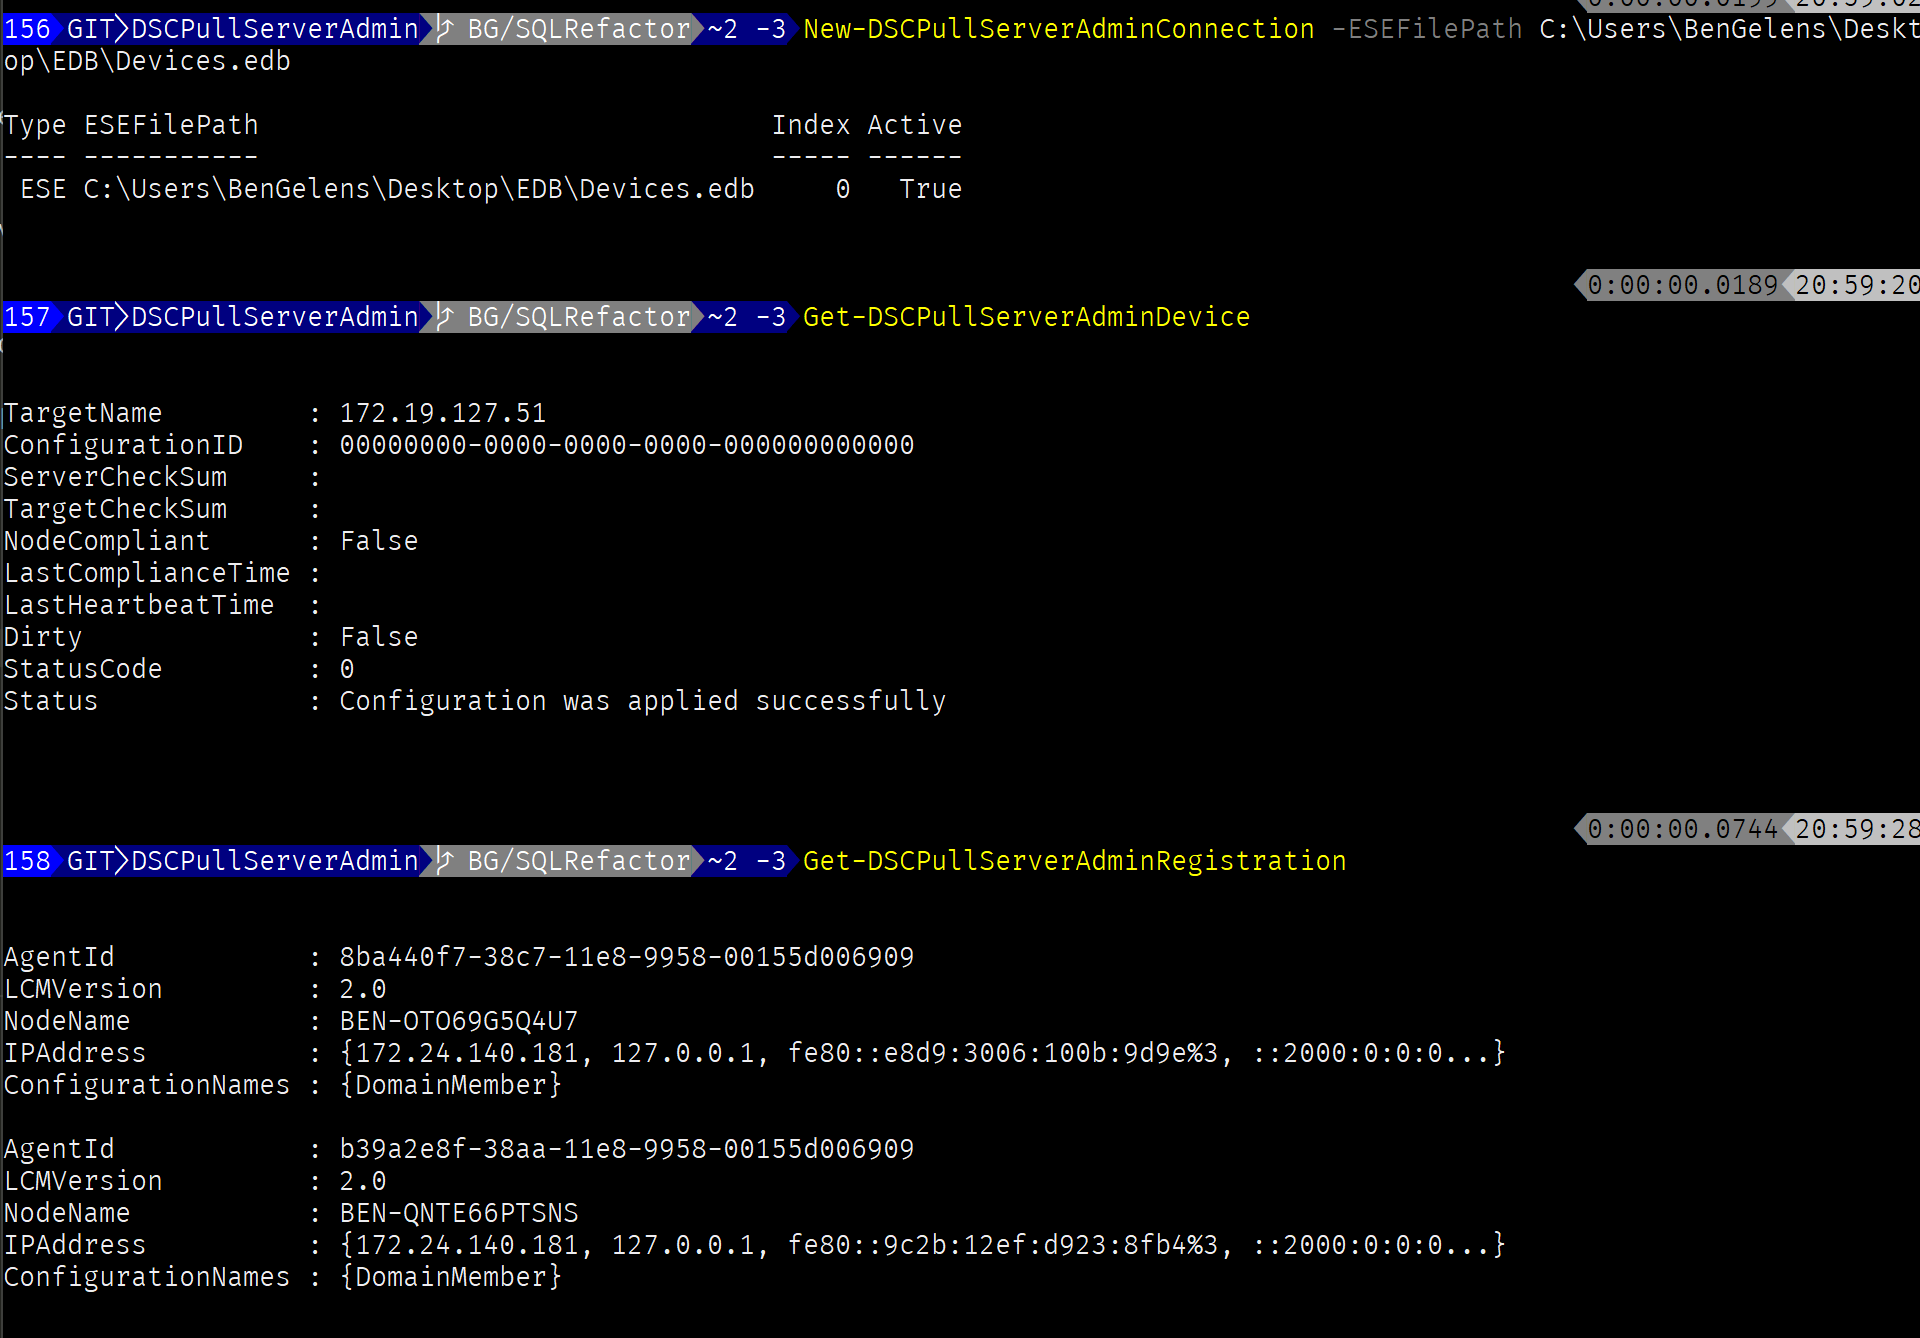 156 GIT DSCPullServerAdmin BG/SQLRefactor ~2 -3 New-DSCPullServerAdminConnection -ESEFilePath C:\Users\BenGelens\Deskt
op\EDB\Devices.edb
Type ESEFilePath Index Active
---- ----------- ----- ------
ESE C:\Users\BenGelens\Desktop\EDB\Devices.edb 0 True
0:00:00.0189 20:59:20
157 GIT DSCPullServerAdmin BG/SQLRefactor ~2 -3 Get-DSCPullServerAdminDevice
TargetName : 172.19.127.51
ConfigurationID : 00000000-0000-0000-0000-000000000000
ServerCheckSum :
TargetCheckSum :
NodeCompliant : False
LastComplianceTime :
LastHeartbeatTime :
Dirty : False
StatusCode : 0
Status : Configuration was applied successfully
0:00:00.0744 20:59:28
158 GIT DSCPullServerAdmin BG/SQLRefactor ~2 -3 Get-DSCPullServerAdminRegistration
AgentId : 8ba440f7-38c7-11e8-9958-00155d006909
LCMVersion : 2.0
NodeName : BEN-OTO69G5Q4U7
IPAddress : {172.24.140.181, 127.0.0.1, fe80::e8d9:3006:100b:9d9e%3, ::2000:0:0:0...}
ConfigurationNames : {DomainMember}
AgentId : b39a2e8f-38aa-11e8-9958-00155d006909
LCMVersion : 2.0
NodeName : BEN-QNTE66PTSNS
IPAddress : {172.24.140.181, 127.0.0.1, fe80::9c2b:12ef:d923:8fb4%3, ::2000:0:0:0...}
ConfigurationNames : {DomainMember}